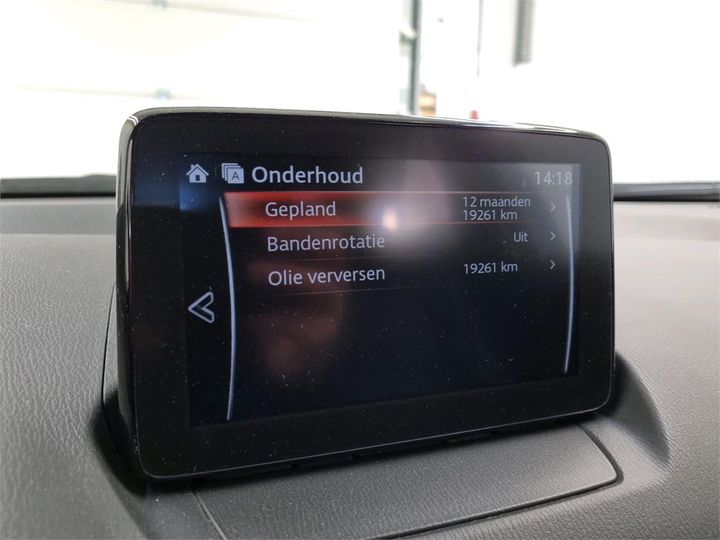 A Onderhoud 14:18
Gepland 12 maanden
19261 km
Bandenrotatie Uit
Olie verversen 19261 km